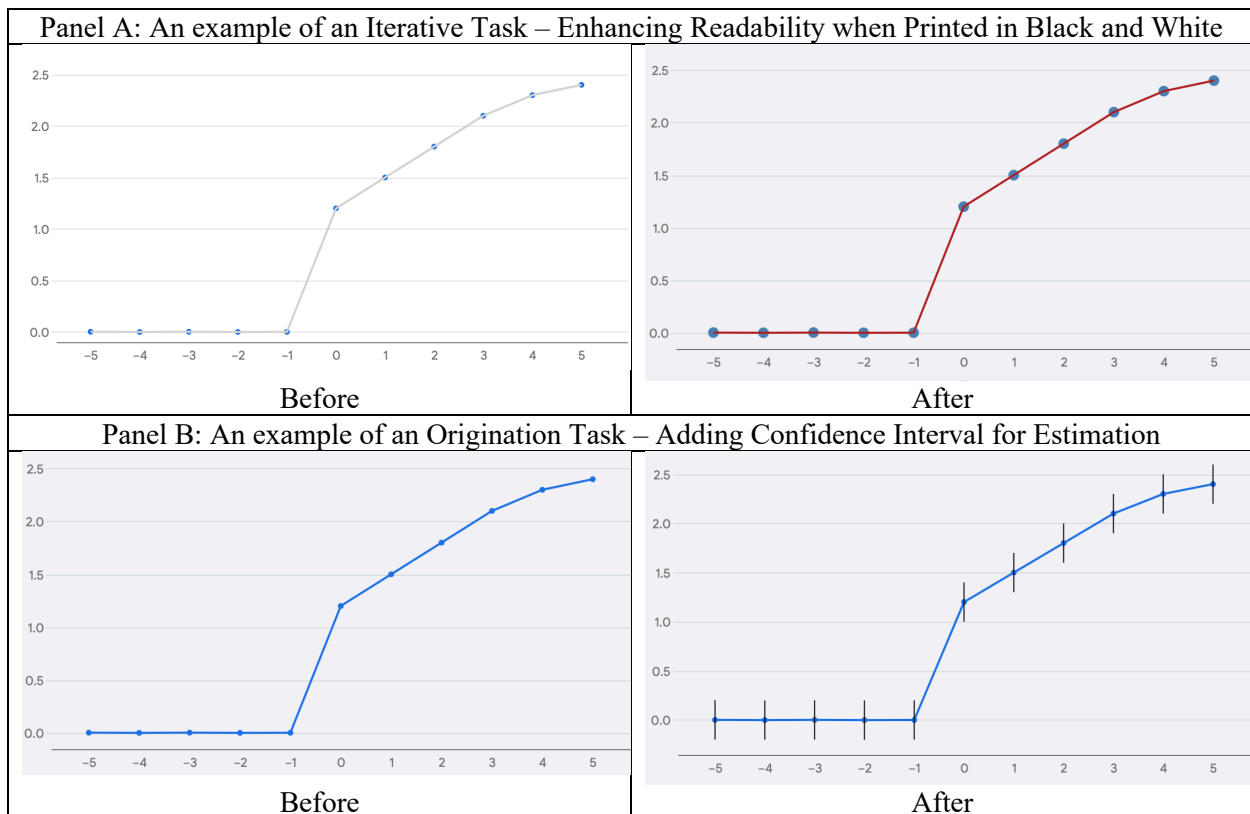 Panel A: An example of an Iterative Task – Enhancing Readability when Printed in Black and White
2.5
2.0
1.5
1.0
0.5
0.0
−5 −4 −3 −2 −1 0 1 2 3 4 5
Before
2.5
2.0
1.5
1.0
0.5
0.0
−5 −4 −3 −2 −1 0 1 2 3 4 5
After
Panel B: An example of an Origination Task – Adding Confidence Interval for Estimation
2.5
2.0
1.5
1.0
0.5
0.0
−5 −4 −3 −2 −1 0 1 2 3 4 5
Before
2.5
2.0
1.5
1.0
0.5
0.0
−5 −4 −3 −2 −1 0 1 2 3 4 5
After